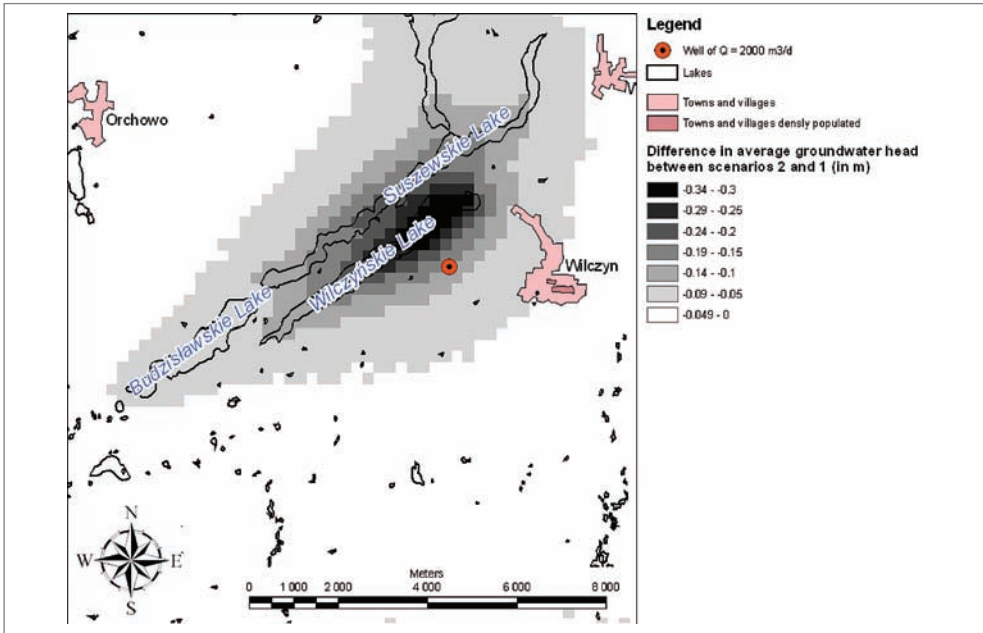 Orchowo
Suszewskie Lake
Wilczyńskie Lake
Wilczyn
Budzisławskie Lake
N
W
E
S
Meters
0
1 000
2 000
4 000
6 000
8 000
Legend
Well of Q = 2000 m3/d
Lakes
Towns and villages
Towns and villages densly populated
Difference in average groundwater head
between scenarios 2 and 1 (in m)
-0.34 - -0.3
-0.29 - -0.25
-0.24 - -0.2
-0.19 - -0.15
-0.14 - -0.1
-0.09 - -0.05
-0.049 - 0